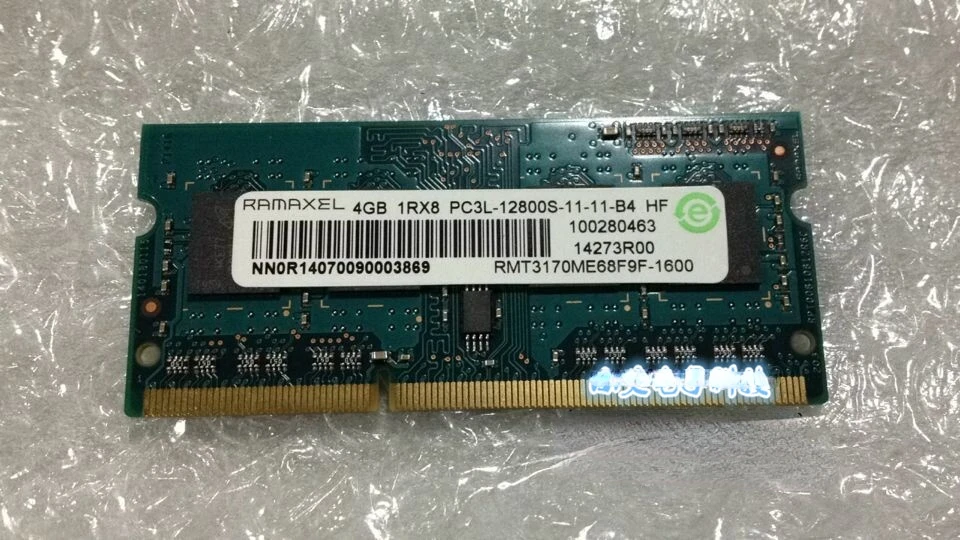 RAMAXEL 4GB 1RX8 PC3L-12800S-11-11-B4 HF
100280463
14273R00
NN0R14070090003869
RMT3170ME68F9F-1600